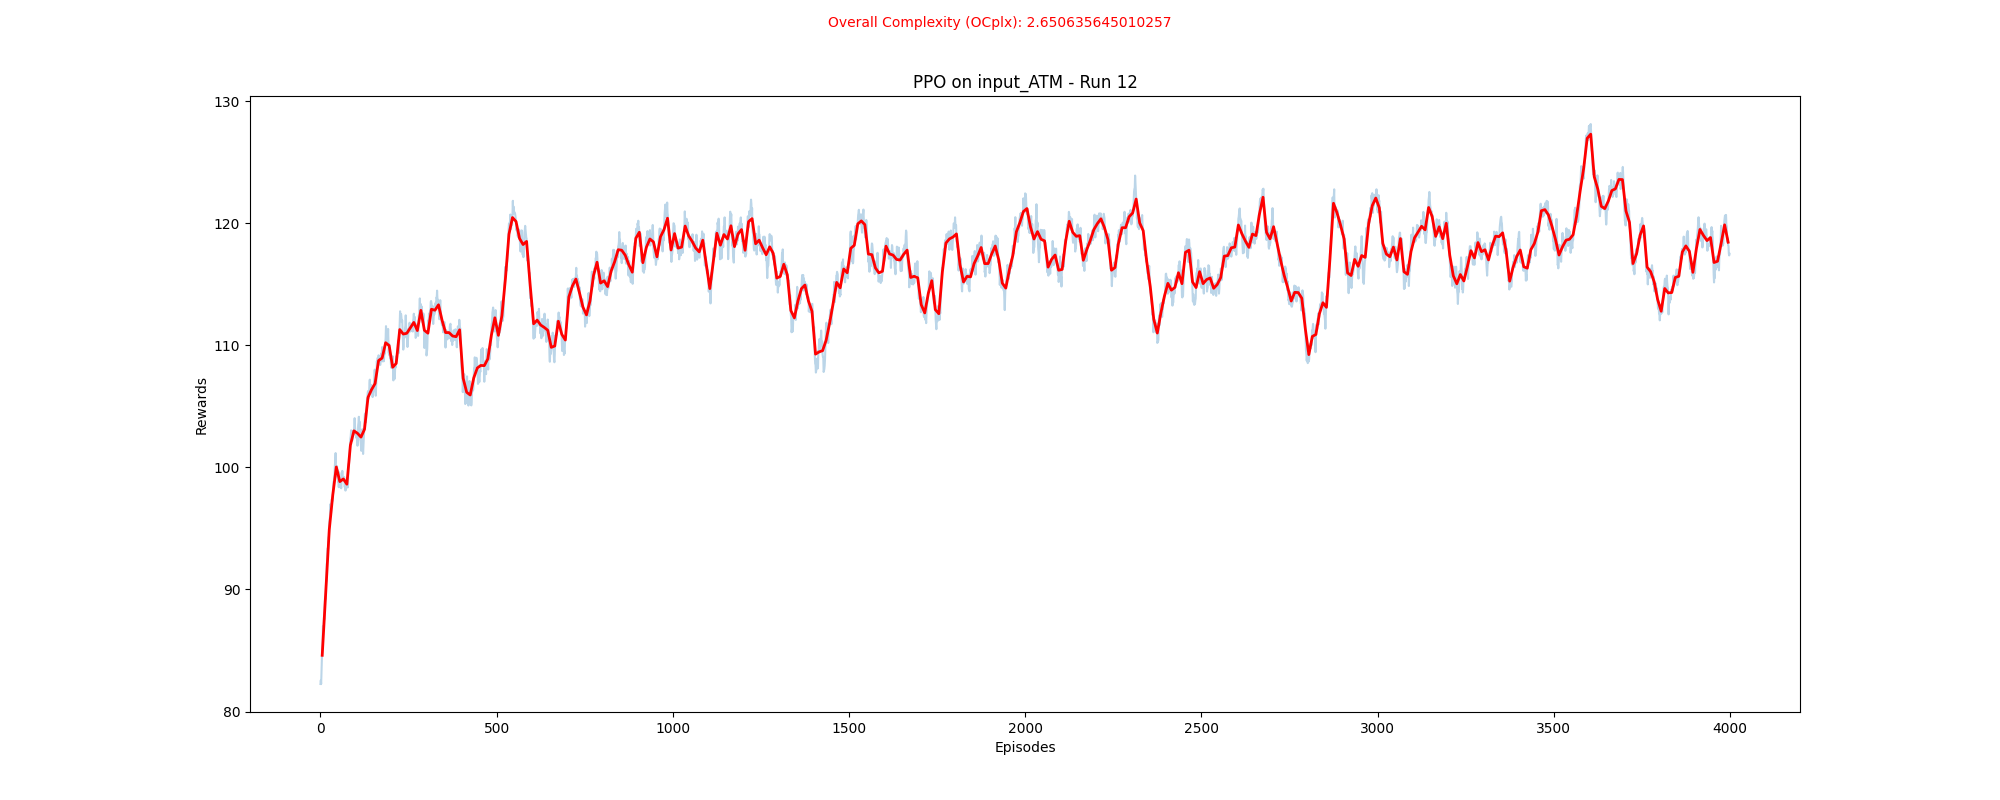 Overall Complexity (OCplx): 2.650635645010257
PPO on input_ATM - Run 12
130
120
110
100
90
80
Rewards
0 500 1000 1500 2000 2500 3000 3500 4000
Episodes